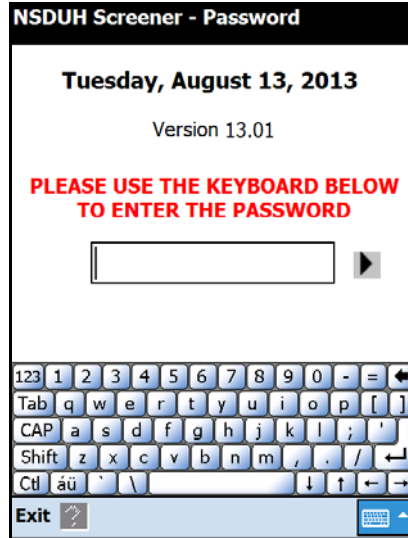 NSDUH Screener - Password
Tuesday, August 13, 2013
Version 13.01
PLEASE USE THE KEYBOARD BELOW
TO ENTER THE PASSWORD
123 1 2 3 4 5 6 7 8 9 0 - = ←
Tab q w e r t y u i o p [ ]
CAP a s d f g h j k l ; '
Shift z x c v b n m , . / ↵
Ctl áü ` \ ↓ ↑ ← →
Exit ?